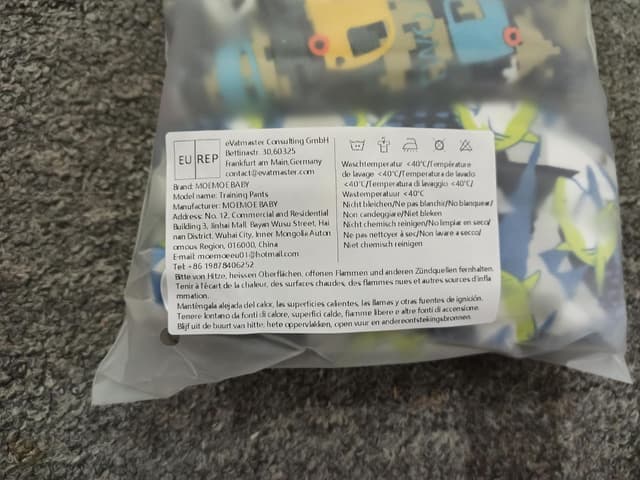 EU REP
eVatmaster Consulting GmbH
Bettinastr. 30,60325
Frankfurt am Main,Germany
contact@evatmaster.com
Brand: MOEMOE BABY
Model name: Training Pants
Manufacturer: MOEMOE BABY
Address: No. 12, Commercial and Residential
Building 3, Jinhai Mall, Bayan Wusu Street, Hai
nan District, Wuhai City, Inner Mongolia Auton
omous Region, 016000, China
E-mail: moemoeeu01@hotmail.com
Tel: +86 19878406252
Waschtemperatur <40°C/Température
de lavage <40°C/Temperatura de lavado
<40°C/Temperatura di lavaggio <40°C/
Wastemperatuur <40°C
Nicht bleichen/Ne pas blanchir/No blanquear/
Non candeggiare/Niet bleken
Nicht chemisch reinigen/No limpiar en seco/
Ne pas nettoyer à sec/Non lavare a secco/
Niet chemisch reinigen
Bitte von Hitze, heissen Oberflächen, offenen Flammen und anderen Zündquellen fernhalten.
Tenir à l'écart de la chaleur, des surfaces chaudes, des flammes nues et autres sources d'infla
mmation.
Manténgala alejada del calor, las superficies calientes, las llamas y otras fuentes de ignición.
Tenere lontano da fonti di calore, superfici calde, fiamme libere e altre fonti di accensione.
Blijf uit de buurt van hitte, hete oppervlakken, open vuur en andereontstekingsbronnen.